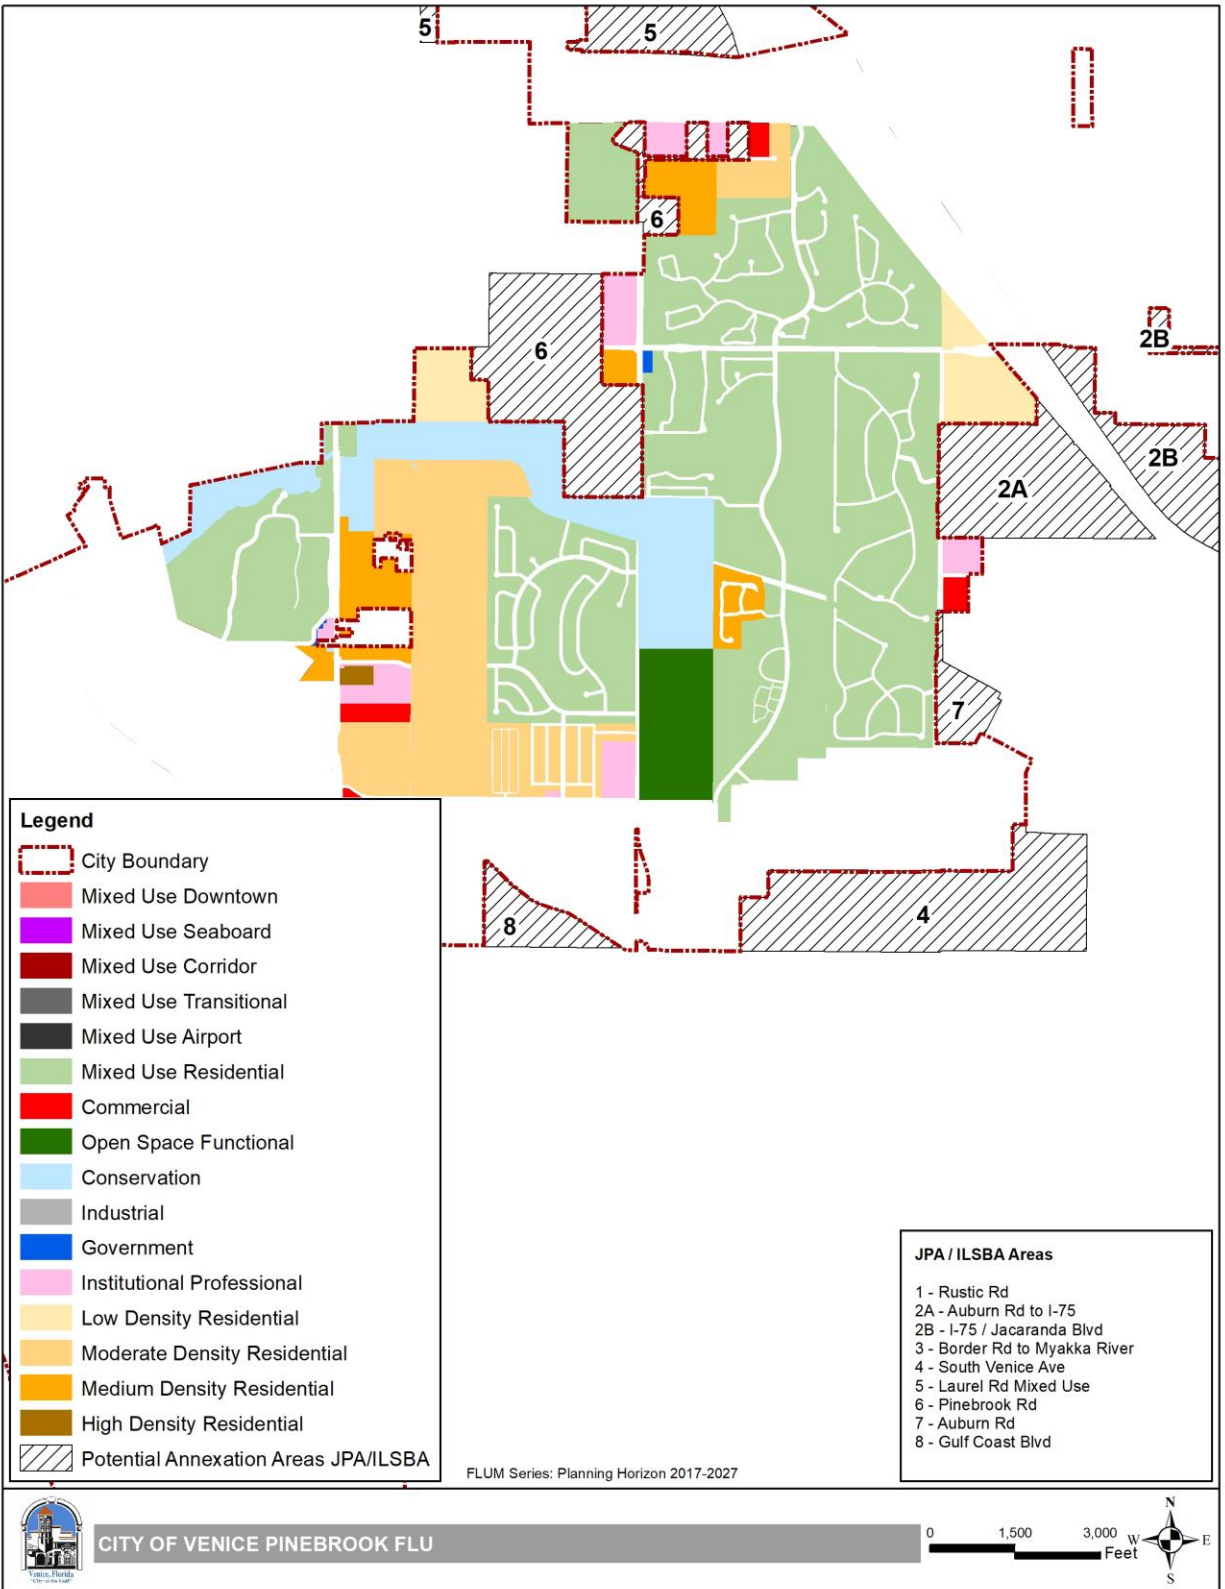 5
5
6
2B
6
2B
2A
7
4
8
Legend
City Boundary
Mixed Use Downtown
Mixed Use Seaboard
Mixed Use Corridor
Mixed Use Transitional
Mixed Use Airport
Mixed Use Residential
Commercial
Open Space Functional
Conservation
Industrial
Government
Institutional Professional
Low Density Residential
Moderate Density Residential
Medium Density Residential
High Density Residential
Potential Annexation Areas JPA/ILSBA
FLUM Series: Planning Horizon 2017-2027
JPA / ILSBA Areas
1 - Rustic Rd
2A - Auburn Rd to I-75
2B - I-75 / Jacaranda Blvd
3 - Border Rd to Myakka River
4 - South Venice Ave
5 - Laurel Rd Mixed Use
6 - Pinebrook Rd
7 - Auburn Rd
8 - Gulf Coast Blvd
Venice, Florida
"City on the Gulf"
CITY OF VENICE PINEBROOK FLU
0 1,500 3,000
Feet
N
W E
S